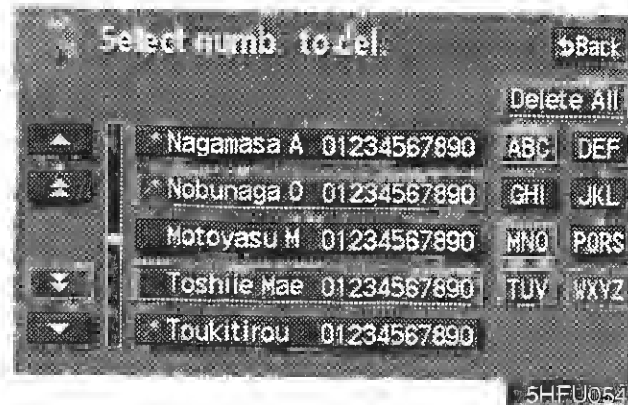 Select numb. to del.
Back
Delete All
Nagamasa A 01234567890 ABC DEF
Nobunaga O 01234567890 GHI JKL
Motoyasu M 01234567890 MNO PQRS
Toshiie Mae 01234567890 TUV WXYZ
Toukitirou 01234567890
5HFU054